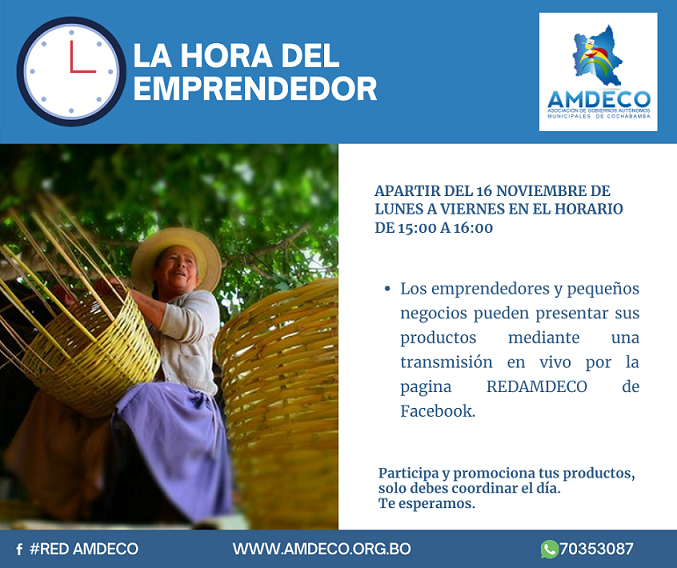 LA HORA DEL
EMPRENDEDOR
AMDECO
ASOCIACIÓN DE GOBIERNOS AUTÓNOMOS
MUNICIPALES DE COCHABAMBA
APARTIR DEL 16 NOVIEMBRE DE
LUNES A VIERNES EN EL HORARIO
DE 15:00 A 16:00
• Los emprendedores y pequeños
negocios pueden presentar sus
productos mediante una
transmisión en vivo por la
pagina REDAMDECO de
Facebook.
Participa y promociona tus productos,
solo debes coordinar el día.
Te esperamos.
f #RED AMDECO
WWW.AMDECO.ORG.BO
70353087